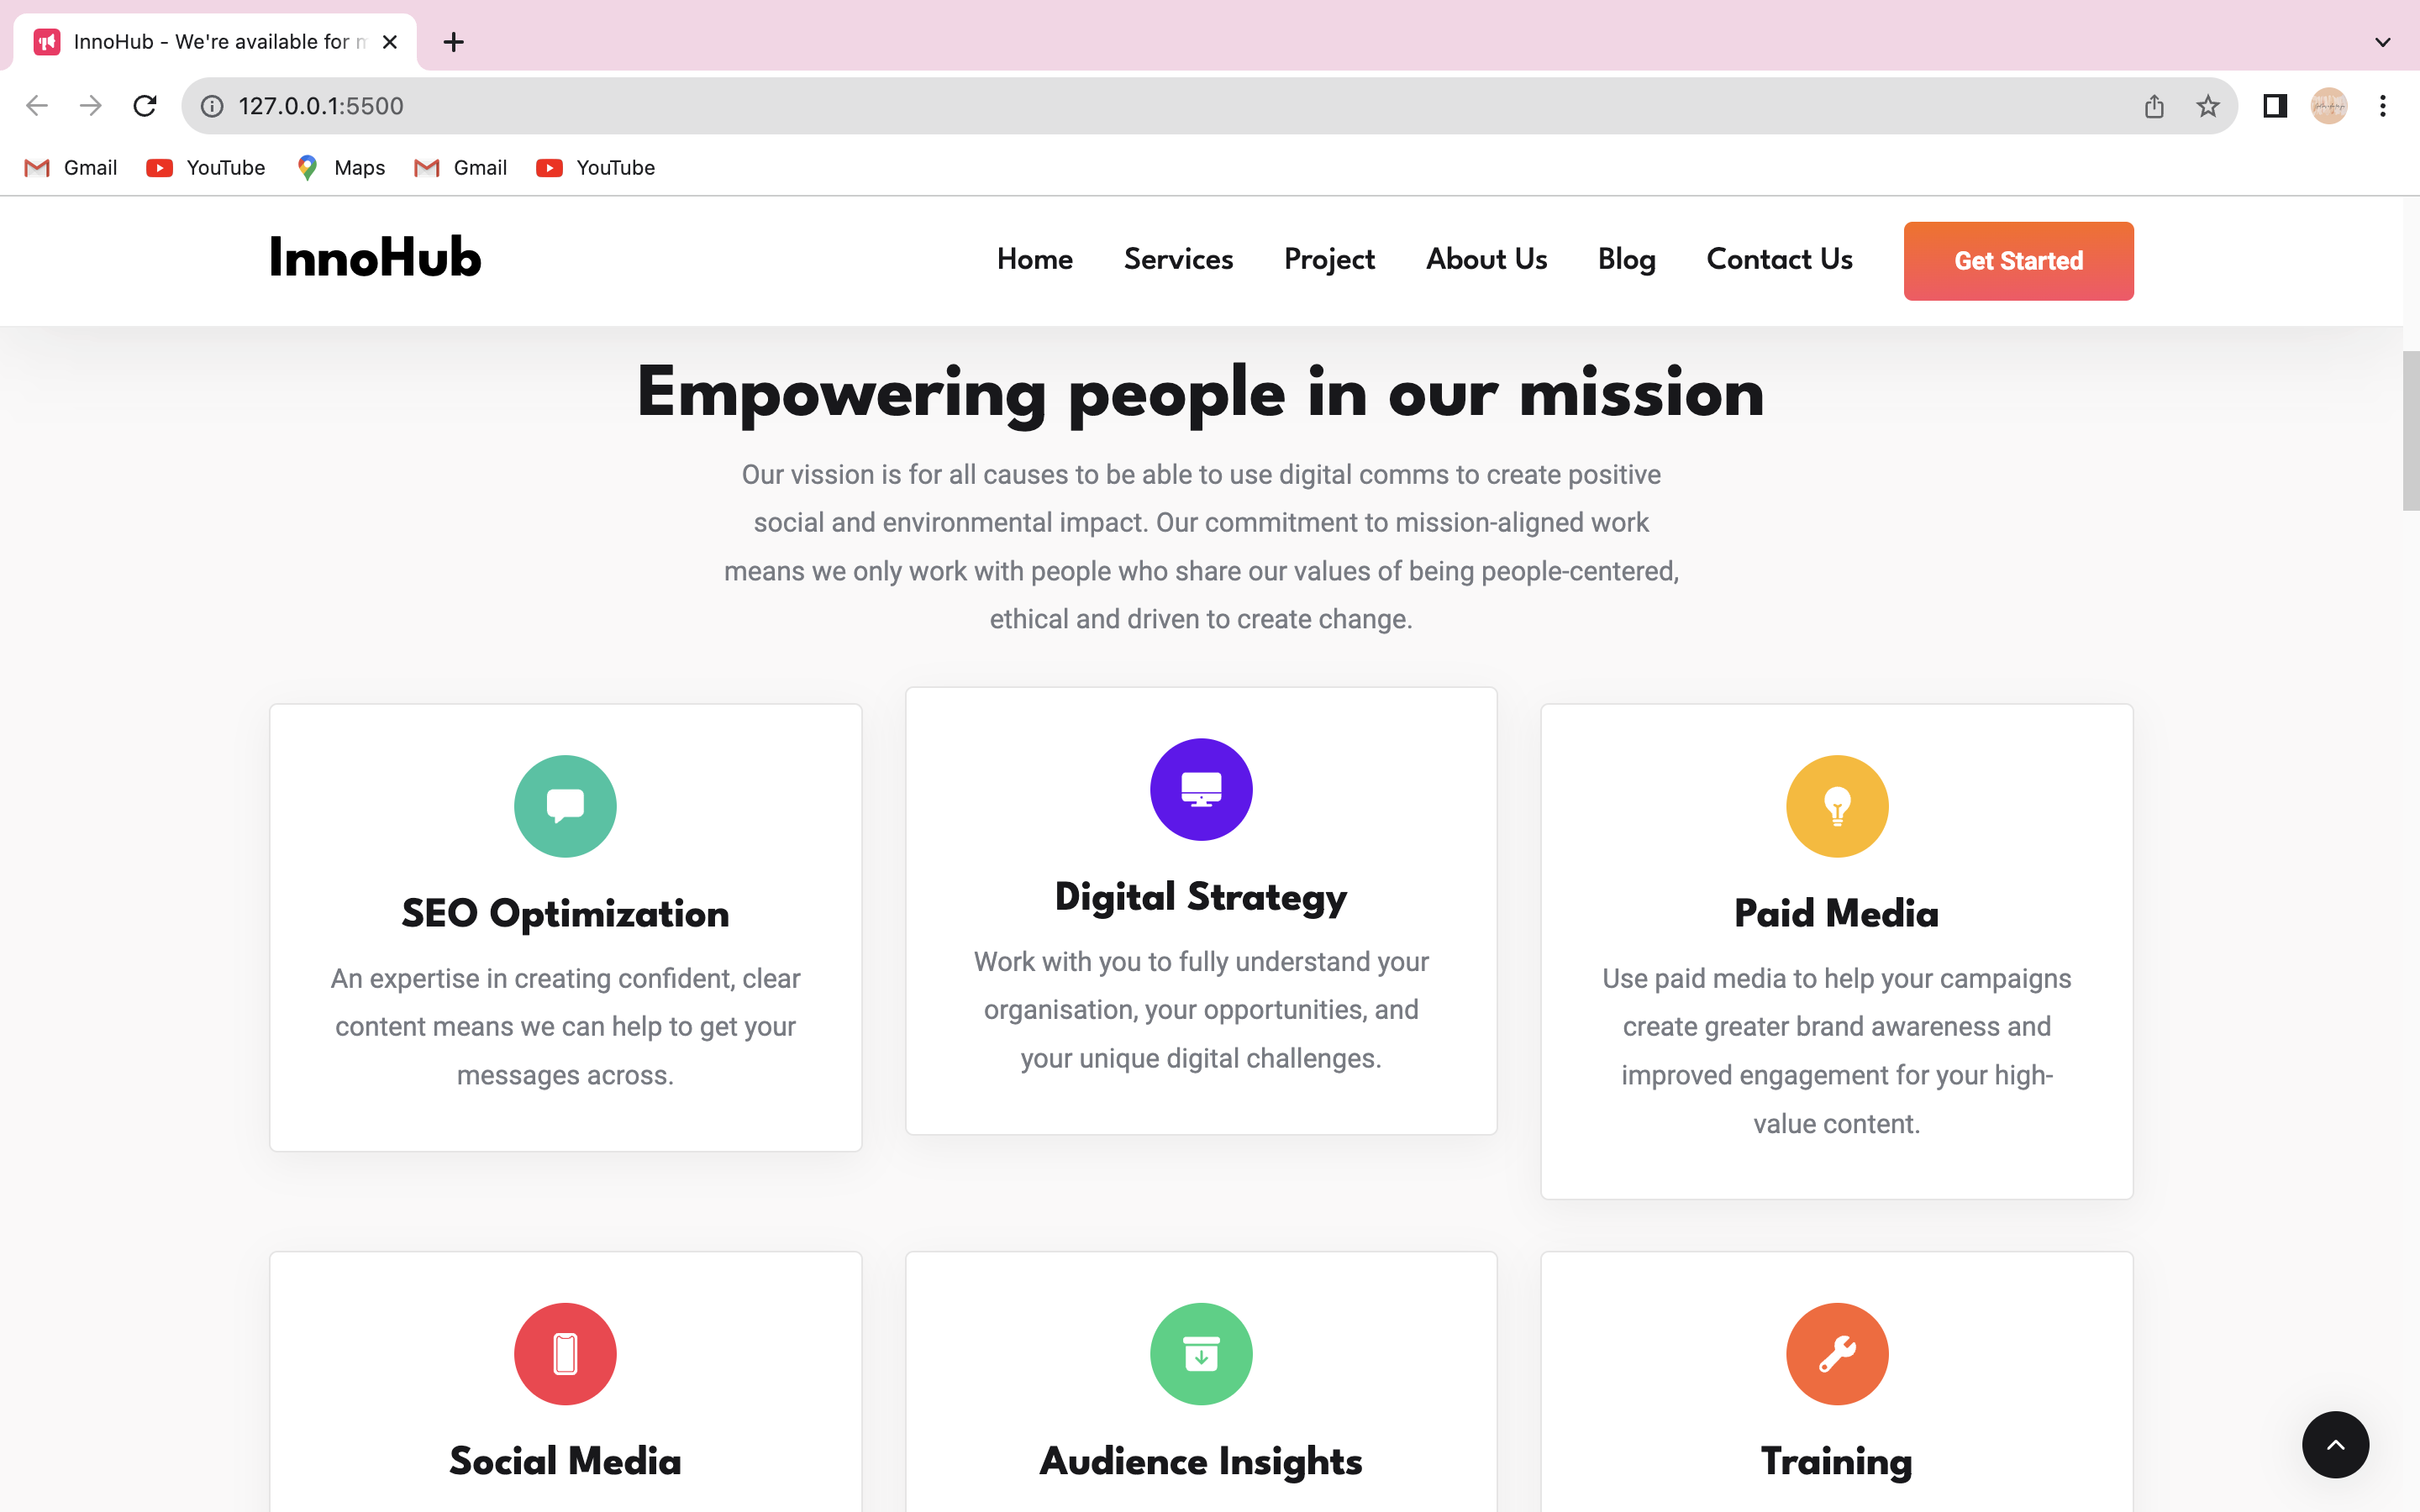 InnoHub - We're available for
127.0.0.1:5500
Gmail YouTube Maps Gmail YouTube
InnoHub
Home Services Project About Us Blog Contact Us Get Started
Empowering people in our mission
Our vission is for all causes to be able to use digital comms to create positive
social and environmental impact. Our commitment to mission-aligned work
means we only work with people who share our values of being people-centered,
ethical and driven to create change.
SEO Optimization
An expertise in creating confident, clear
content means we can help to get your
messages across.
Digital Strategy
Work with you to fully understand your
organisation, your opportunities, and
your unique digital challenges.
Paid Media
Use paid media to help your campaigns
create greater brand awareness and
improved engagement for your high-
value content.
Social Media
Audience Insights
Training